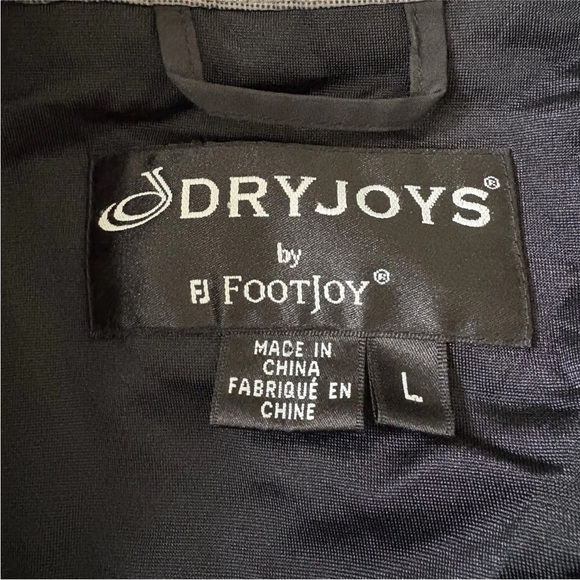 DRYJOYS®
by
FJ FOOTJOY®
MADE IN
CHINA
FABRIQUÉ EN
CHINE
L